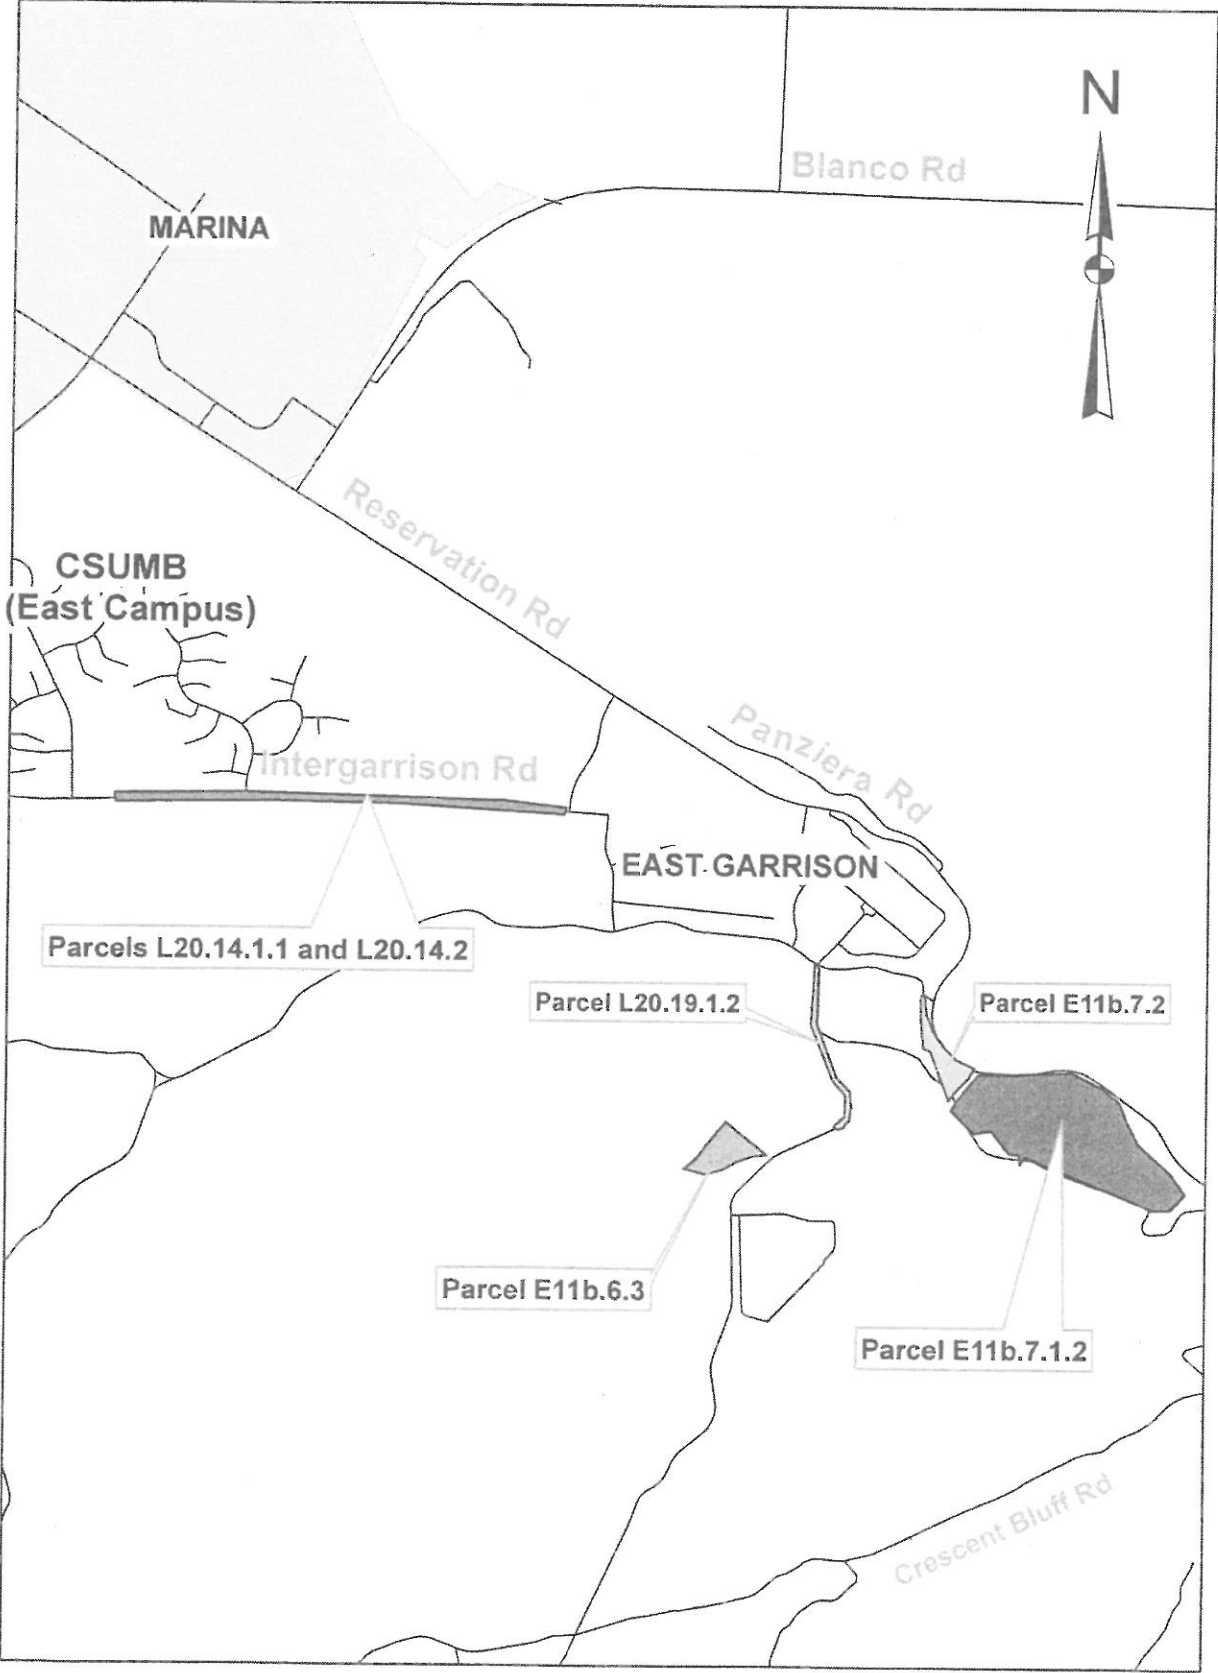 N
Blanco Rd
MARINA
Reservation Rd
CSUMB
(East Campus)
Panziera Rd
Intergarrison Rd
EAST GARRISON
Parcels L20.14.1.1 and L20.14.2
Parcel L20.19.1.2
Parcel E11b.7.2
Parcel E11b.6.3
Parcel E11b.7.1.2
Crescent Bluff Rd